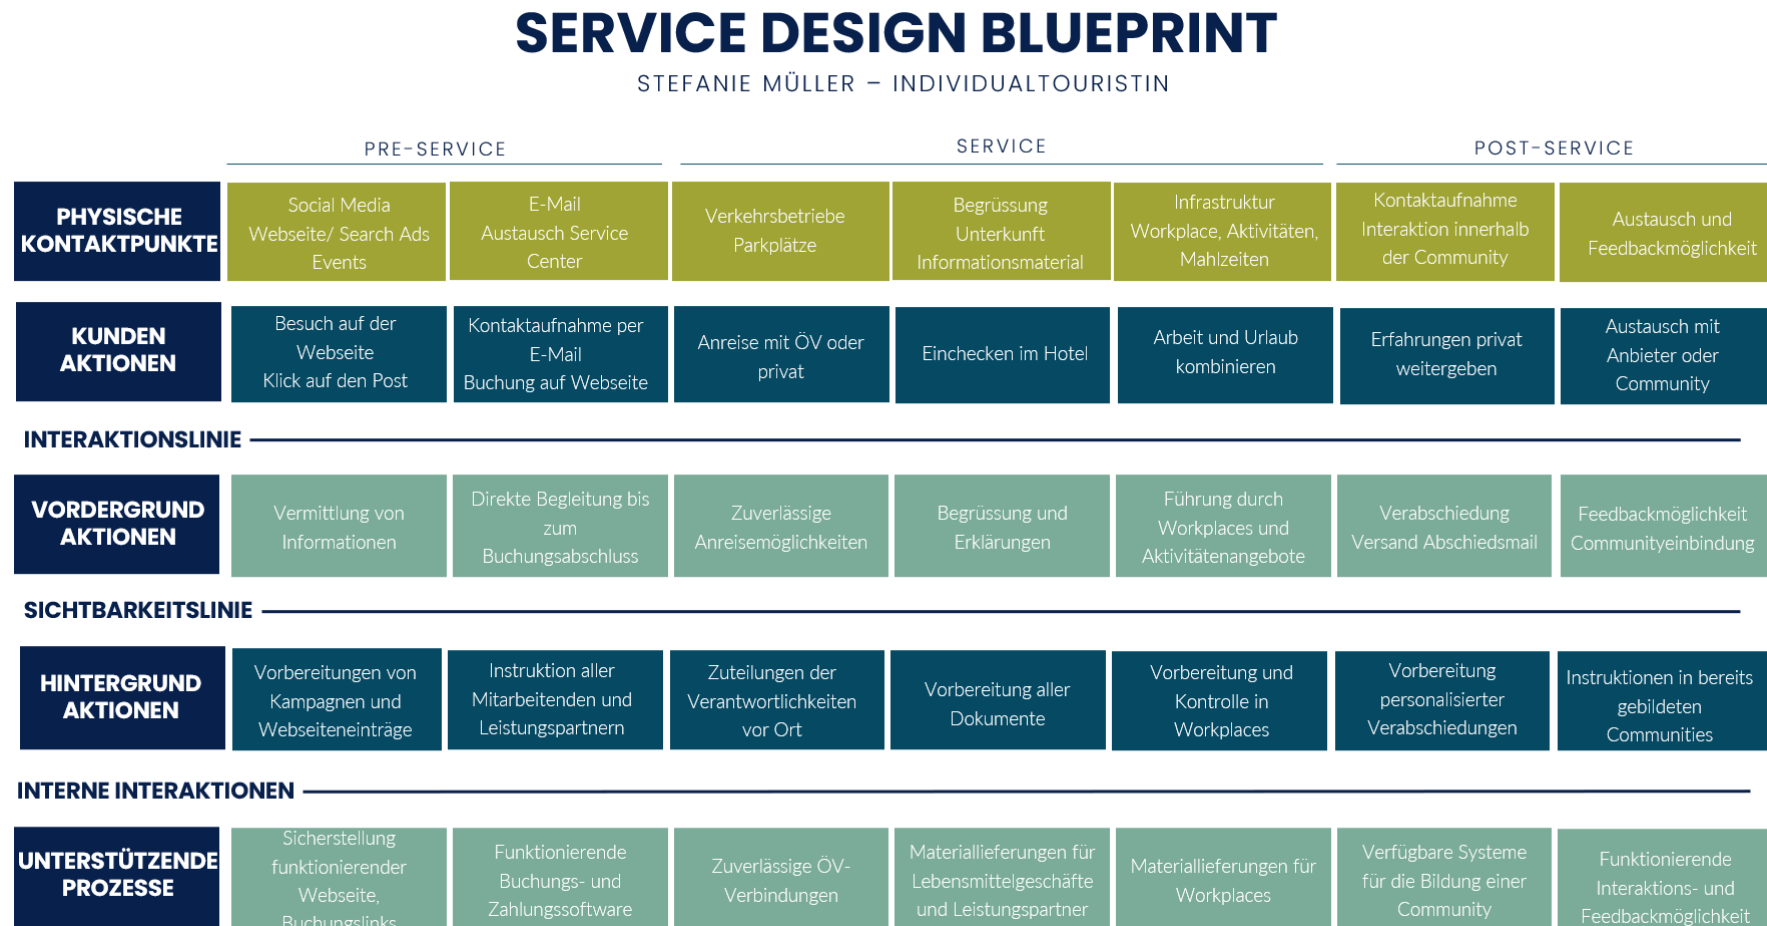 SERVICE DESIGN BLUEPRINT
STEFANIE MÜLLER – INDIVIDUALTOURISTIN
PRE-SERVICE
SERVICE
POST-SERVICE
PHYSISCHE
KONTAKTPUNKTE
Social Media
Webseite/ Search Ads
Events
E-Mail
Austausch Service
Center
Verkehrsbetriebe
Parkplätze
Begrüssung
Unterkunft
Informationsmaterial
Infrastruktur
Workplace, Aktivitäten,
Mahlzeiten
Kontaktaufnahme
Interaktion innerhalb
der Community
Austausch und
Feedbackmöglichkeit
KUNDEN
AKTIONEN
Besuch auf der
Webseite
Klick auf den Post
Kontaktaufnahme per
E-Mail
Buchung auf Webseite
Anreise mit ÖV oder
privat
Einchecken im Hotel
Arbeit und Urlaub
kombinieren
Erfahrungen privat
weitergeben
Austausch mit
Anbieter oder
Community
INTERAKTIONSLINIE
VORDERGRUND
AKTIONEN
Vermittlung von
Informationen
Direkte Begleitung bis
zum
Buchungsabschluss
Zuverlässige
Anreisemöglichkeiten
Begrüssung und
Erklärungen
Führung durch
Workplaces und
Aktivitätenangebote
Verabschiedung
Versand Abschiedsmail
Feedbackmöglichkeit
Communityeinbindung
SICHTBARKEITSLINIE
HINTERGRUND
AKTIONEN
Vorbereitungen von
Kampagnen und
Webseiteneinträge
Instruktion aller
Mitarbeitenden und
Leistungspartnern
Zuteilungen der
Verantwortlichkeiten
vor Ort
Vorbereitung aller
Dokumente
Vorbereitung und
Kontrolle in
Workplaces
Vorbereitung
personalisierter
Verabschiedungen
Instruktionen in bereits
gebildeten
Communities
INTERNE INTERAKTIONEN
UNTERSTÜTZENDE
PROZESSE
Sicherstellung
funktionierender
Webseite,
Buchungslinks
Funktionierende
Buchungs- und
Zahlungssoftware
Zuverlässige ÖV-
Verbindungen
Materiallieferungen für
Lebensmittelgeschäfte
und Leistungspartner
Materiallieferungen für
Workplaces
Verfügbare Systeme
für die Bildung einer
Community
Funktionierende
Interaktions- und
Feedbackmöglichkeit